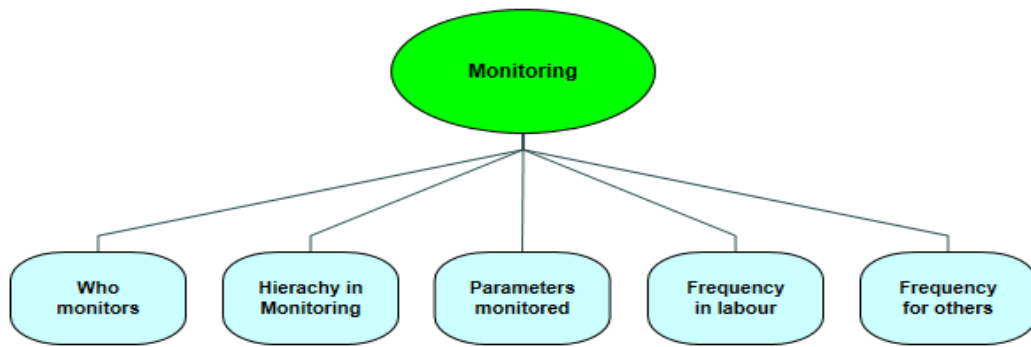 Monitoring
Who
monitors
Hierachy in
Monitoring
Parameters
monitored
Frequency
in labour
Frequency
for others